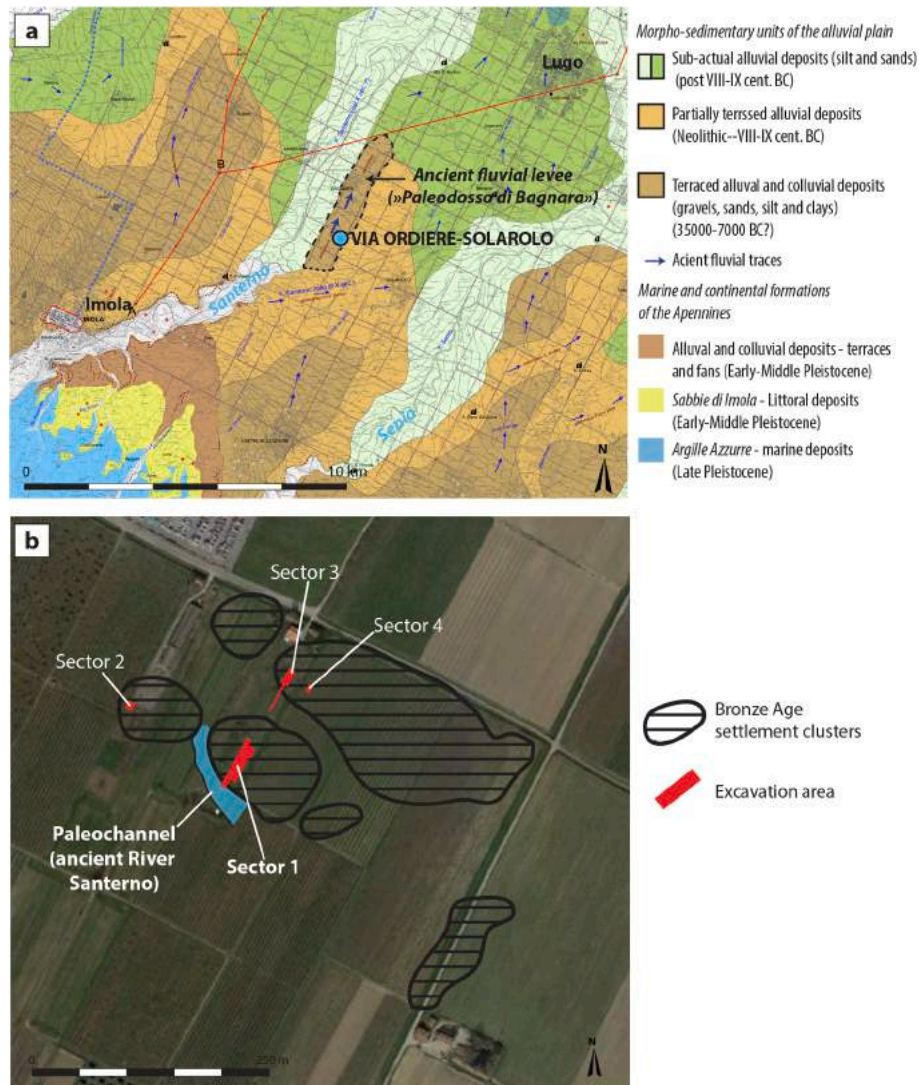 a
Lugo
Ancient fluvial levee
(»Paleodosso di Bagnara»)
B
VIA ORDIERE-SOLAROLO
Santerno
Imola
IMOLA
A
Senio
0
10 km
N
Morpho-sedimentary units of the alluvial plain
Sub-actual alluvial deposits (silt and sands)
(post VIII-IX cent. BC)
Partially terrssed alluvial deposits
(Neolithic--VIII-IX cent. BC)
Terraced alluval and colluvial deposits
(gravels, sands, silt and clays)
(35000-7000 BC?)
Acient fluvial traces
Marine and continental formations
of the Apennines
Alluval and colluvial deposits - terraces
and fans (Early-Middle Pleistocene)
Sabbie di Imola - Littoral deposits
(Early-Middle Pleistocene)
Argille Azzurre - marine deposits
(Late Pleistocene)
b
Sector 3
Sector 4
Sector 2
Paleochannel
(ancient River
Santerno)
Sector 1
0
250 m
N
Bronze Age
settlement clusters
Excavation area